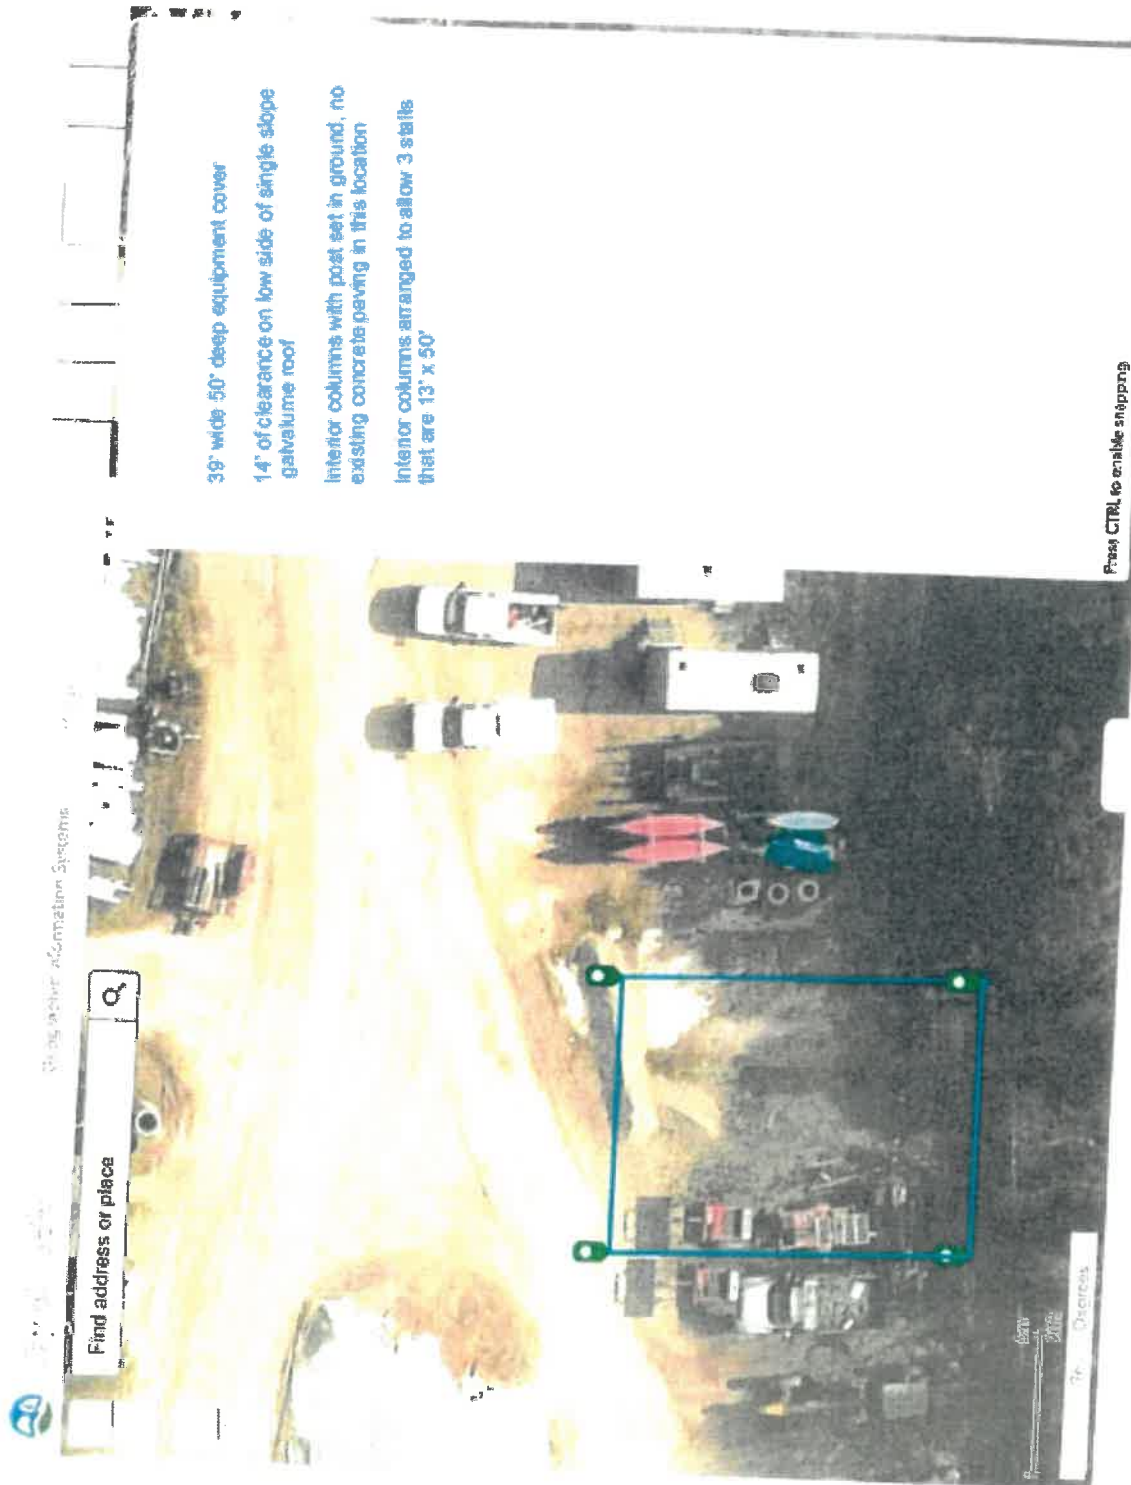 Find address or place
39' wide 50' deep equipment cover
14' of clearance on low side of single slope
galvalume roof
Interior columns with post set in ground, no
existing concrete paving in this location
Interior columns arranged to allow 3 stalls
that are 13' x 50'
Press CTRL to enable snapping
Degrees